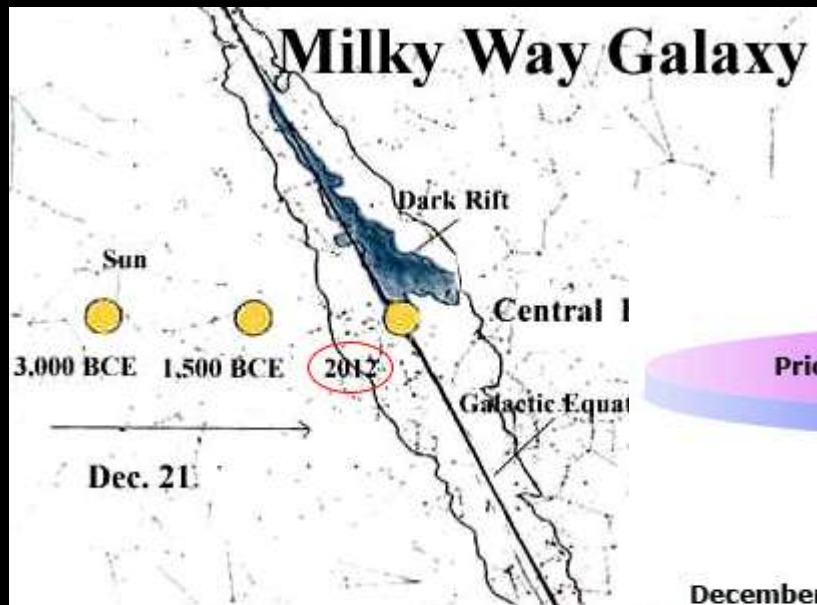 Milky Way Galaxy
Dark Rift
Sun
Central
3,000 BCE 1,500 BCE 2012
Galactic Equat
Dec. 21
December